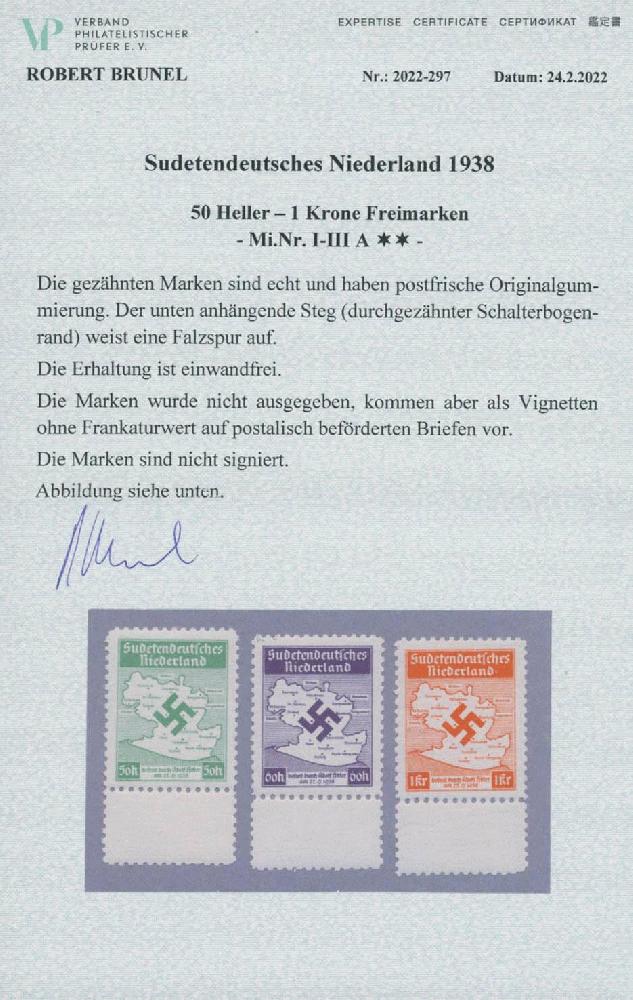 VP VERBAND
PHILATELISTISCHER
PRÜFER E. V.
EXPERTISE CERTIFICATE СЕРТИФИКАТ 鑑定書
ROBERT BRUNEL
Nr.: 2022-297 Datum: 24.2.2022
Sudetendeutsches Niederland 1938
50 Heller – 1 Krone Freimarken
- Mi.Nr. I-III A ✶✶ -
Die gezähnten Marken sind echt und haben postfrische Originalgum-
mierung. Der unten anhängende Steg (durchgezähnter Schalterbogen-
rand) weist eine Falzspur auf.
Die Erhaltung ist einwandfrei.
Die Marken wurde nicht ausgegeben, kommen aber als Vignetten
ohne Frankaturwert auf postalisch beförderten Briefen vor.
Die Marken sind nicht signiert.
Abbildung siehe unten.
Sudetendeutsches
Niederland
50h 50h
Sudetendeutsches
Niederland
60h 60h
Sudetendeutsches
Niederland
1Kr 1Kr